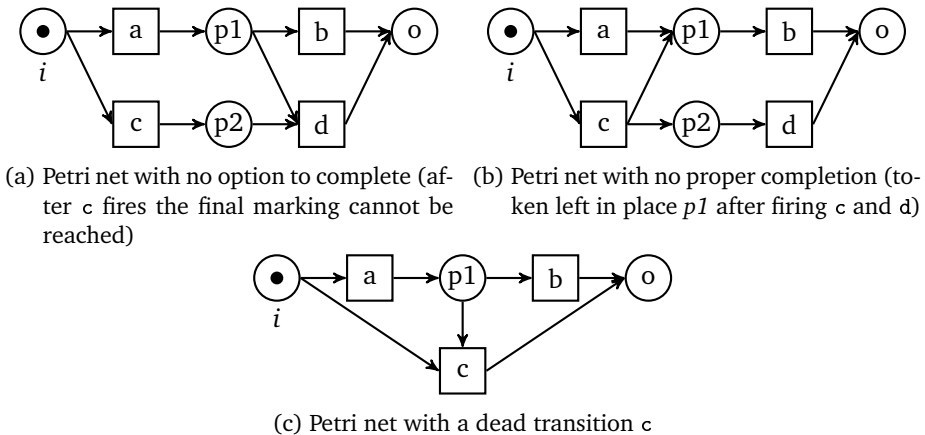 a p1 b o a p1 b o
i i
c p2 d c p2 d
(a) Petri net with no option to complete (af-
ter c fires the final marking cannot be
reached)
(b) Petri net with no proper completion (to-
ken left in place p1 after firing c and d)
a p1 b o
i
c
(c) Petri net with a dead transition c